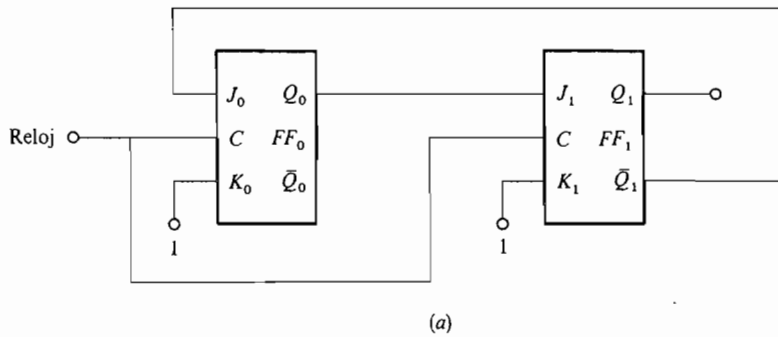 J₀ Q₀ J₁ Q₁
Reloj C FF₀ C FF₁
K₀ Q̄₀ K₁ Q̄₁
1 1
(a)